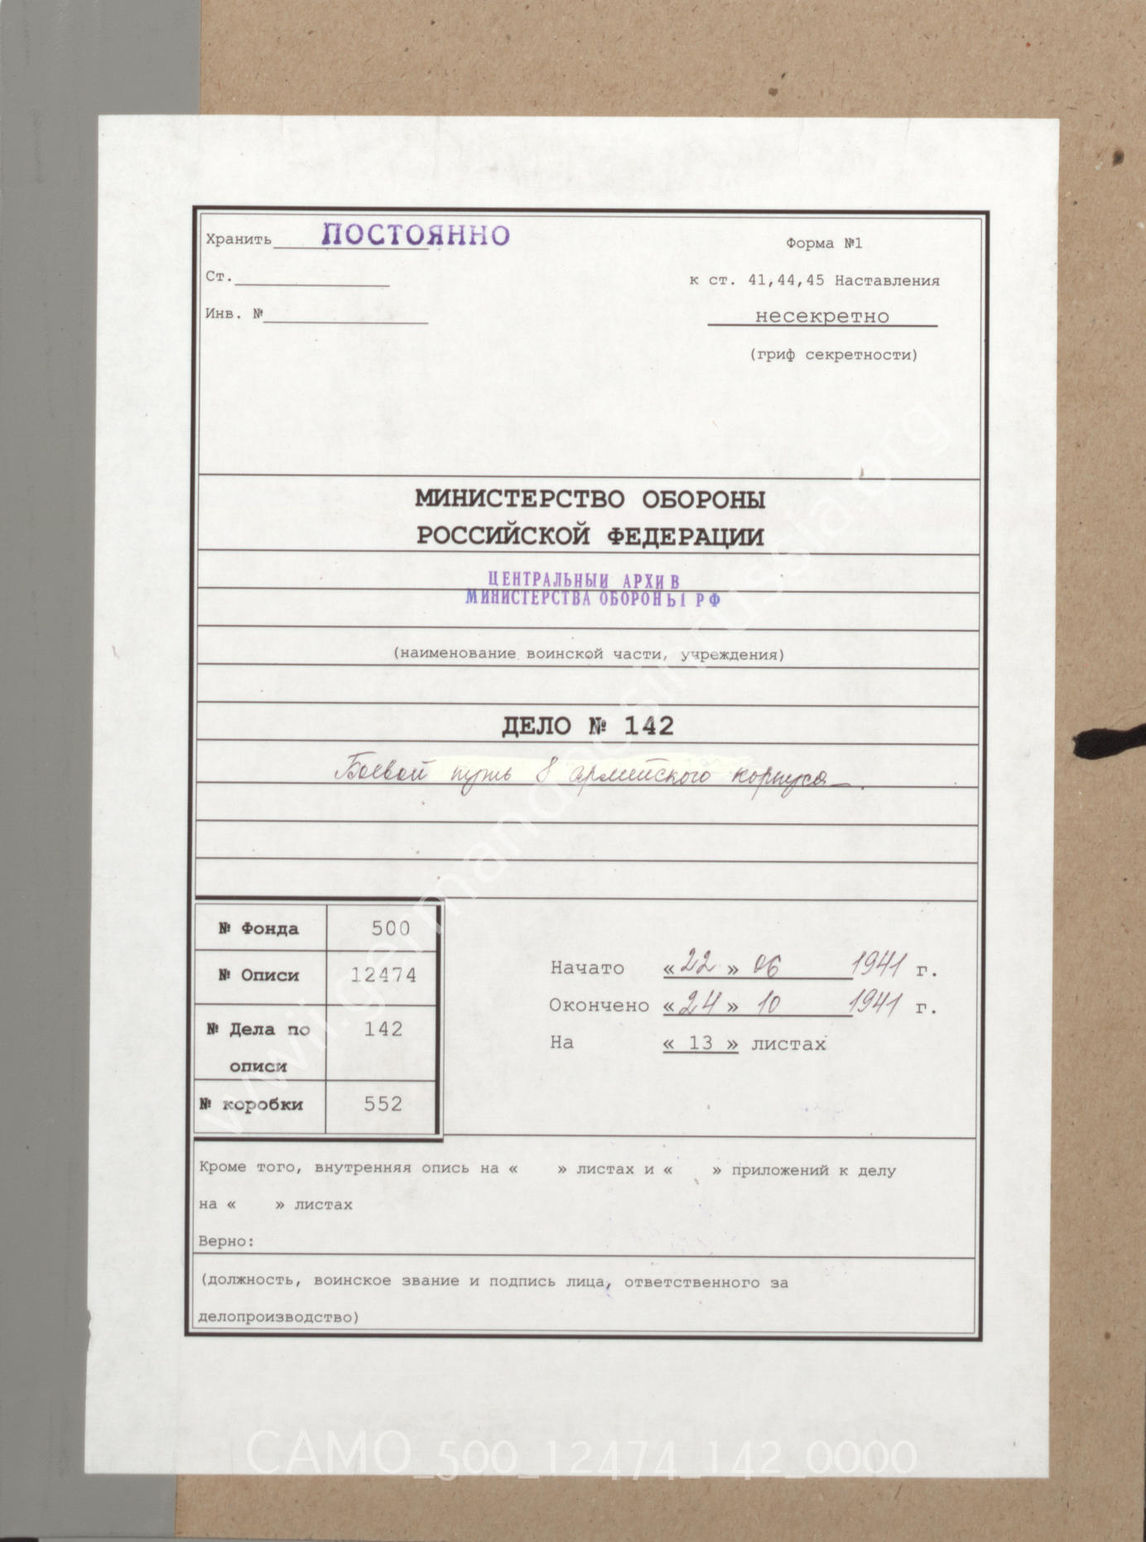 Хранить ПОСТОЯННО
Форма №1
Ст.
к ст. 41,44,45 Наставления
Инв. №
несекретно
(гриф секретности)
МИНИСТЕРСТВО ОБОРОНЫ
РОССИЙСКОЙ ФЕДЕРАЦИИ
ЦЕНТРАЛЬНЫЙ АРХИВ
МИНИСТЕРСТВА ОБОРОНЫ РФ
(наименование воинской части, учреждения)
ДЕЛО № 142
Боевой путь 8 армейского корпуса.
№ Фонда 500
№ Описи 12474
№ Дела по описи 142
№ коробки 552
Начато «22» 06 1941 г.
Окончено «24» 10 1941 г.
На « 13 » листах
Кроме того, внутренняя опись на « » листах и « » приложений к делу
на « » листах
Верно:
(должность, воинское звание и подпись лица, ответственного за
делопроизводство)
CAMO_500_12474_142_0000